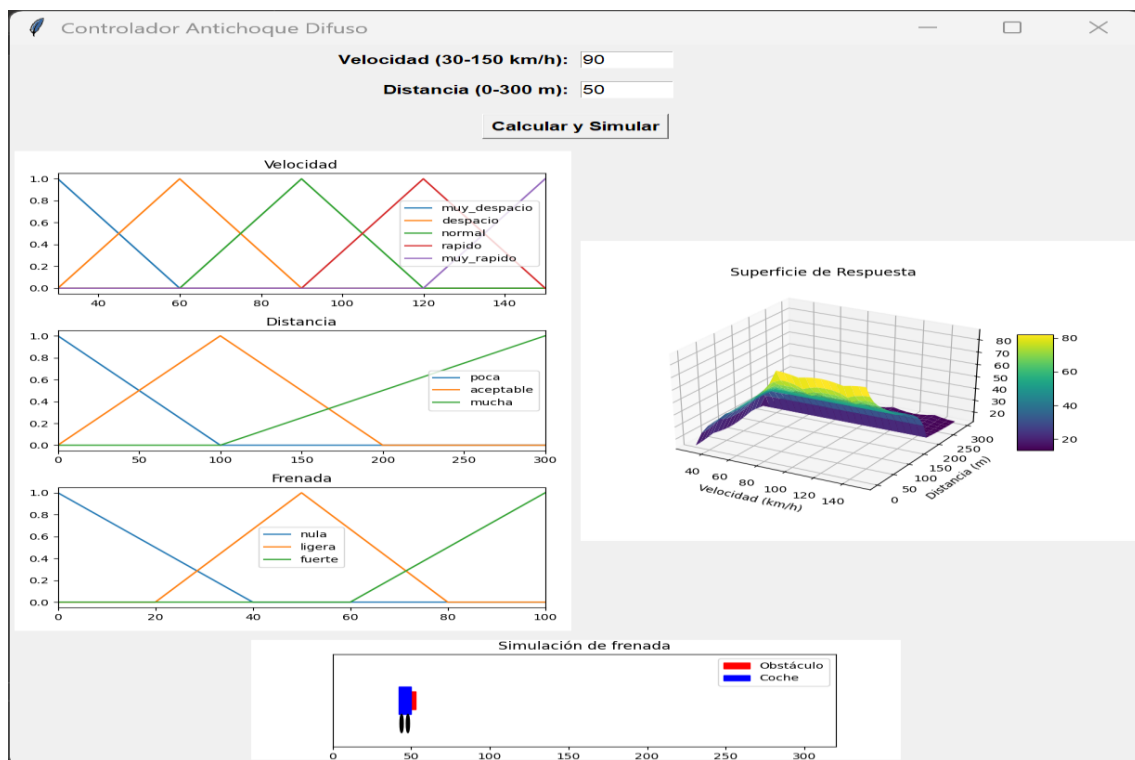 Controlador Antichoque Difuso
Velocidad (30-150 km/h): 90
Distancia (0-300 m): 50
Calcular y Simular
Velocidad
1.0
0.8
0.6
0.4
0.2
0.0
muy_despacio
despacio
normal
rapido
muy_rapido
40 60 80 100 120 140
Distancia
1.0
0.8
0.6
0.4
0.2
0.0
poca
aceptable
mucha
0 50 100 150 200 250 300
Frenada
1.0
0.8
0.6
0.4
0.2
0.0
nula
ligera
fuerte
0 20 40 60 80 100
Superficie de Respuesta
80
70
60
50
40
30
20
40 60 80 100 120 140
Velocidad (km/h)
0 50 100 150 200 250 300
Distancia (m)
80
60
40
20
Simulación de frenada
Obstáculo
Coche
0 50 100 150 200 250 300